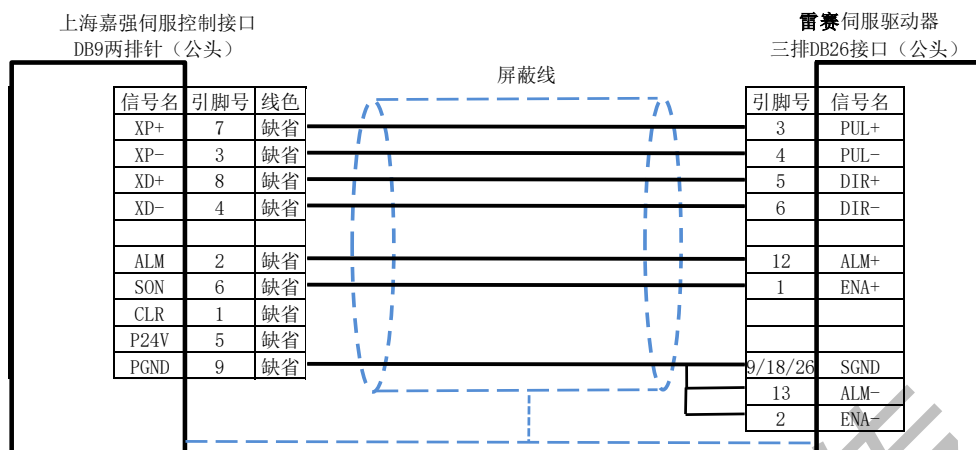 上海嘉强伺服控制接口
DB9两排针（公头）
雷赛伺服驱动器
三排DB26接口（公头）
屏蔽线
信号名 引脚号 线色 引脚号 信号名
XP+ 7 缺省 3 PUL+
XP- 3 缺省 4 PUL-
XD+ 8 缺省 5 DIR+
XD- 4 缺省 6 DIR-
ALM 2 缺省 12 ALM+
SON 6 缺省 1 ENA+
CLR 1 缺省
P24V 5 缺省
PGND 9 缺省 9/18/26 SGND
13 ALM-
2 ENA-